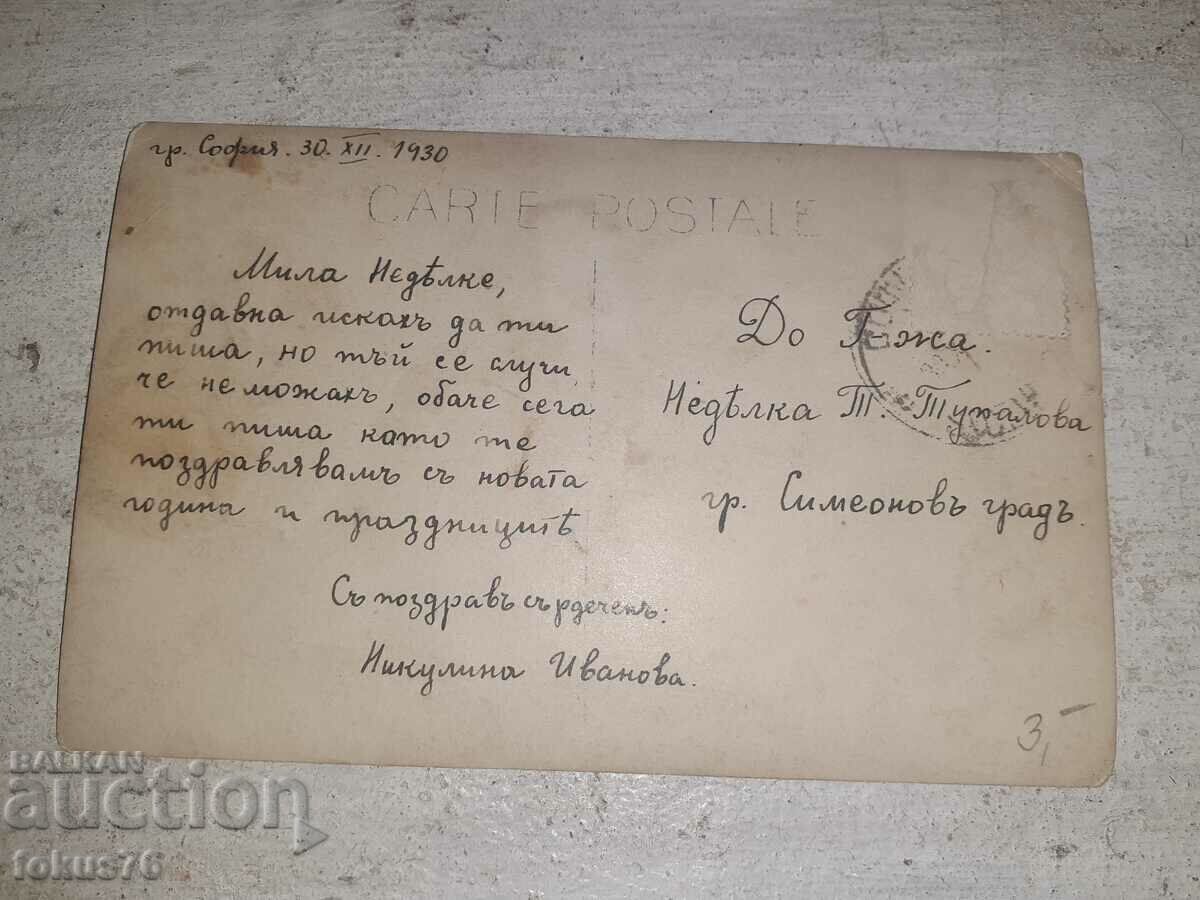 гр. София. 30. XII. 1930
CARTE POSTALE
Мила Недѣлке,
отдавна искахъ да ти
пиша, но тъй се случи
че не можахъ, обаче сега
ти пиша като те
поздравлявамъ съ новата
година и празницитѣ
Съ поздравъ сърдеченъ:
Никулина Иванова.
До Г-жа.
Недѣлка Т. Тупалова
гр. Симеоновъ градъ.
3,-
BALKAN
auction
fokus76